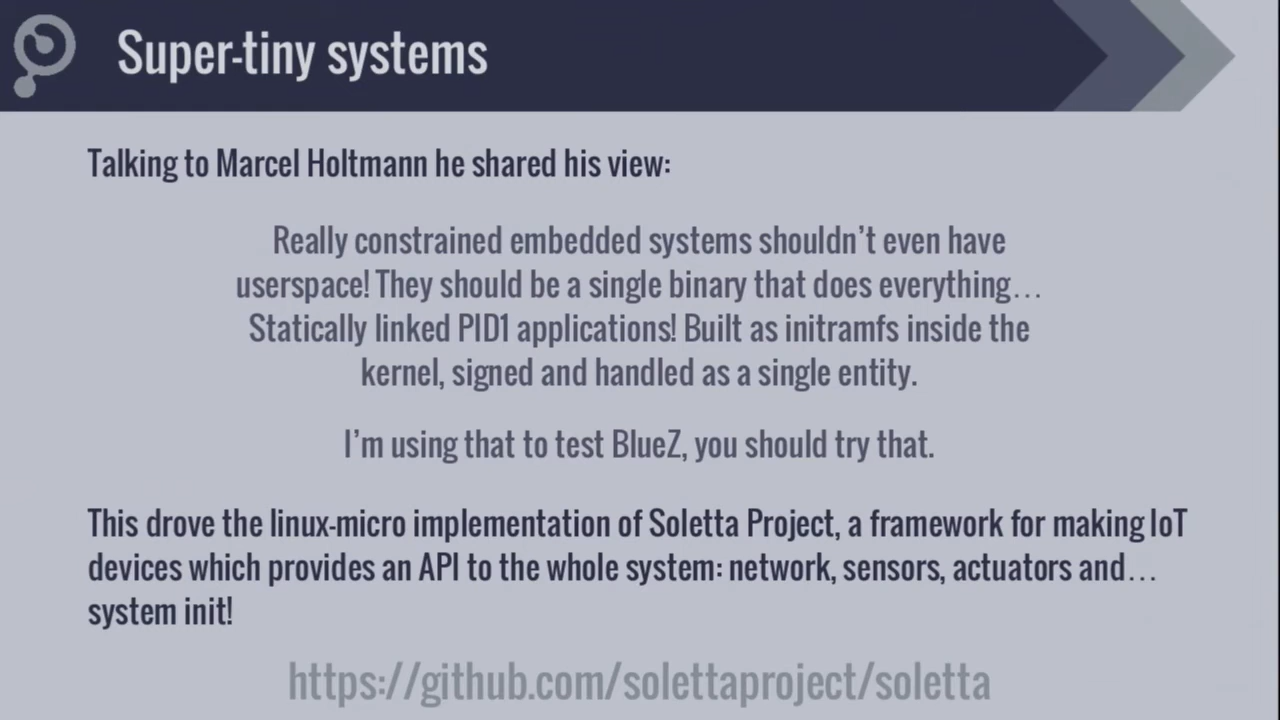 Super-tiny systems
Talking to Marcel Holtmann he shared his view:
Really constrained embedded systems shouldn’t even have
userspace! They should be a single binary that does everything…
Statically linked PID1 applications! Built as initramfs inside the
kernel, signed and handled as a single entity.
I’m using that to test BlueZ, you should try that.
This drove the linux-micro implementation of Soletta Project, a framework for making IoT
devices which provides an API to the whole system: network, sensors, actuators and…
system init!
https://github.com/solettaproject/soletta